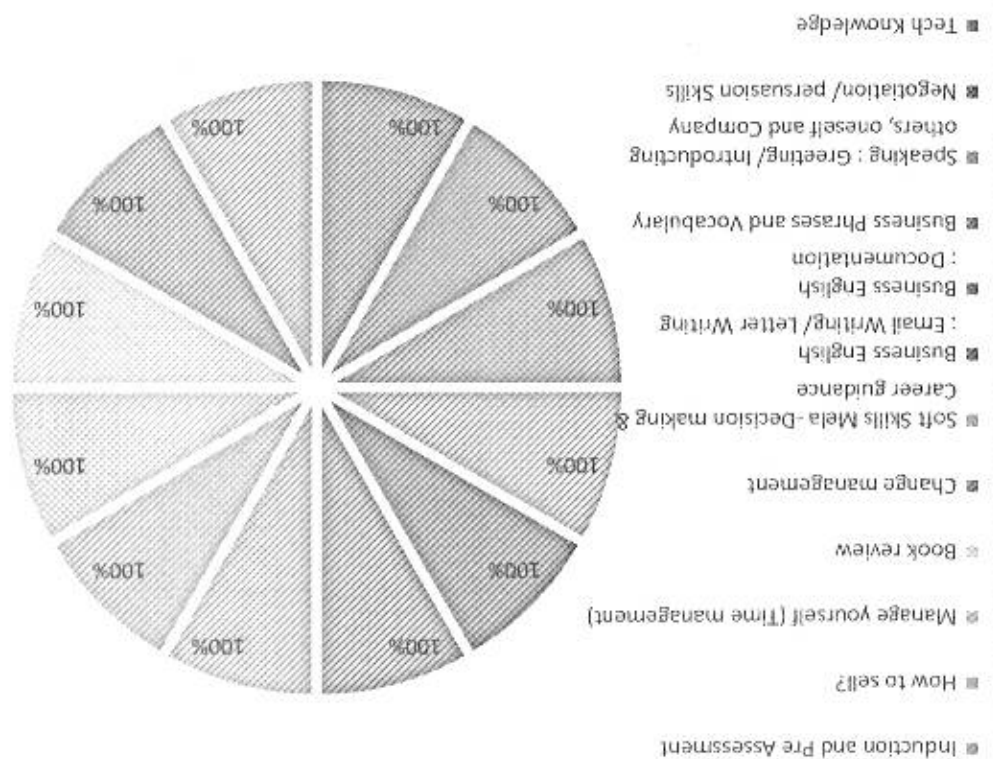 Induction and Pre Assessment
How to sell?
Manage yourself (Time management)
Book review
Change management
Soft Skills Mela -Decision making &
Career guidance
Business English
: Email Writing/ Letter Writing
Business English
: Documentation
Business Phrases and Vocabulary
Speaking : Greeting/ Introducting
others, oneself and Company
Negotiation/ persuasion Skills
Tech Knowledge
100%
100%
100%
100%
100%
100%
100%
100%
100%
100%
100%
100%